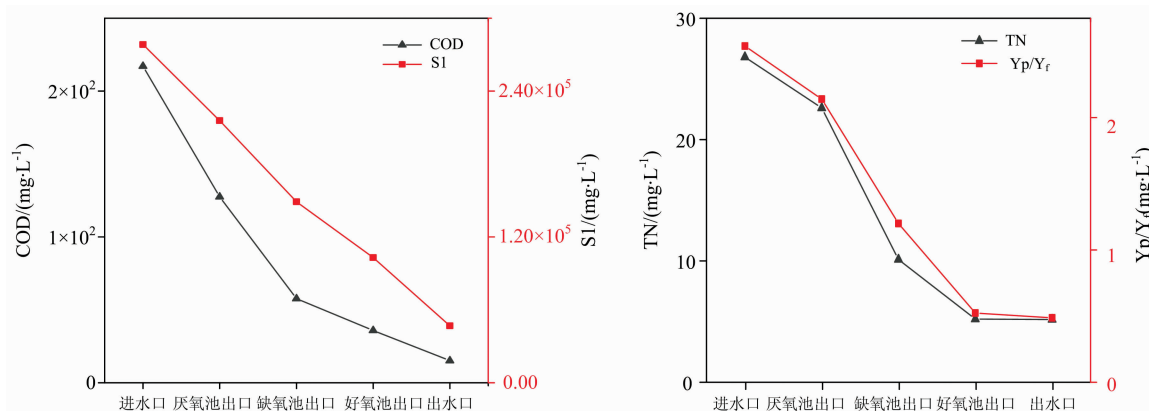 COD
S1
2×10²
1×10²
0
2.40×10⁵
1.20×10⁵
0.00
COD/(mg·L⁻¹)
S1/(mg·L⁻¹)
进水口 厌氧池出口 缺氧池出口 好氧池出口 出水口
TN
Yp/Yf
30
20
10
0
2
1
0
TN/(mg·L⁻¹)
Yp/Yf(mg·L⁻¹)
进水口 厌氧池出口 缺氧池出口 好氧池出口 出水口